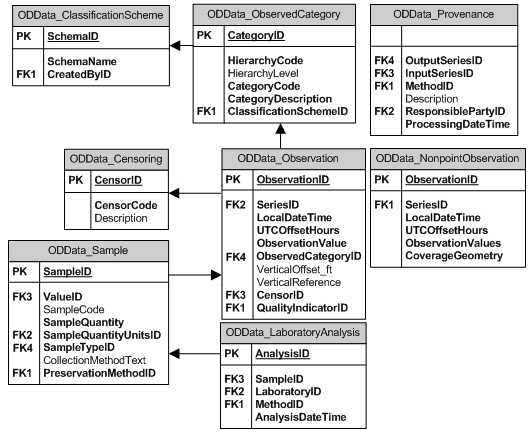 ODData_ClassificationScheme
PK SchemaID
SchemaName
FK1 CreatedByID
ODData_ObservedCategory
PK CategoryID
HierarchyCode
HierarchyLevel
CategoryCode
CategoryDescription
FK1 ClassificationSchemeID
ODData_Provenance
FK4 OutputSeriesID
FK3 InputSeriesID
FK1 MethodID
Description
FK2 ResponsiblePartyID
ProcessingDateTime
ODData_Censoring
PK CensorID
CensorCode
Description
ODData_Observation
PK ObservationID
FK2 SeriesID
LocalDateTime
UTCOffsetHours
ObservationValue
FK4 ObservedCategoryID
VerticalOffset_ft
VerticalReference
FK3 CensorID
FK1 QualityIndicatorID
ODData_NonpointObservation
PK ObservationID
FK1 SeriesID
LocalDateTime
UTCOffsetHours
ObservationValues
CoverageGeometry
ODData_Sample
PK SampleID
FK3 ValueID
SampleCode
SampleQuantity
FK2 SampleQuantityUnitsID
FK4 SampleTypeID
CollectionMethodText
FK1 PreservationMethodID
ODData_LaboratoryAnalysis
PK AnalysisID
FK3 SampleID
FK2 LaboratoryID
FK1 MethodID
AnalysisDateTime